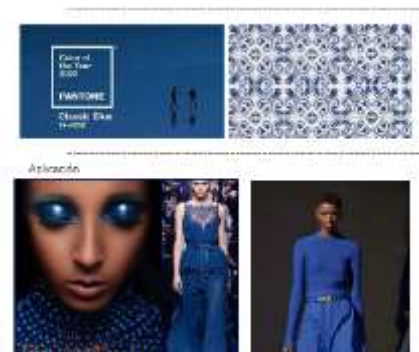 Color of
the Year
2020
PANTONE
Classic Blue
Aplicación